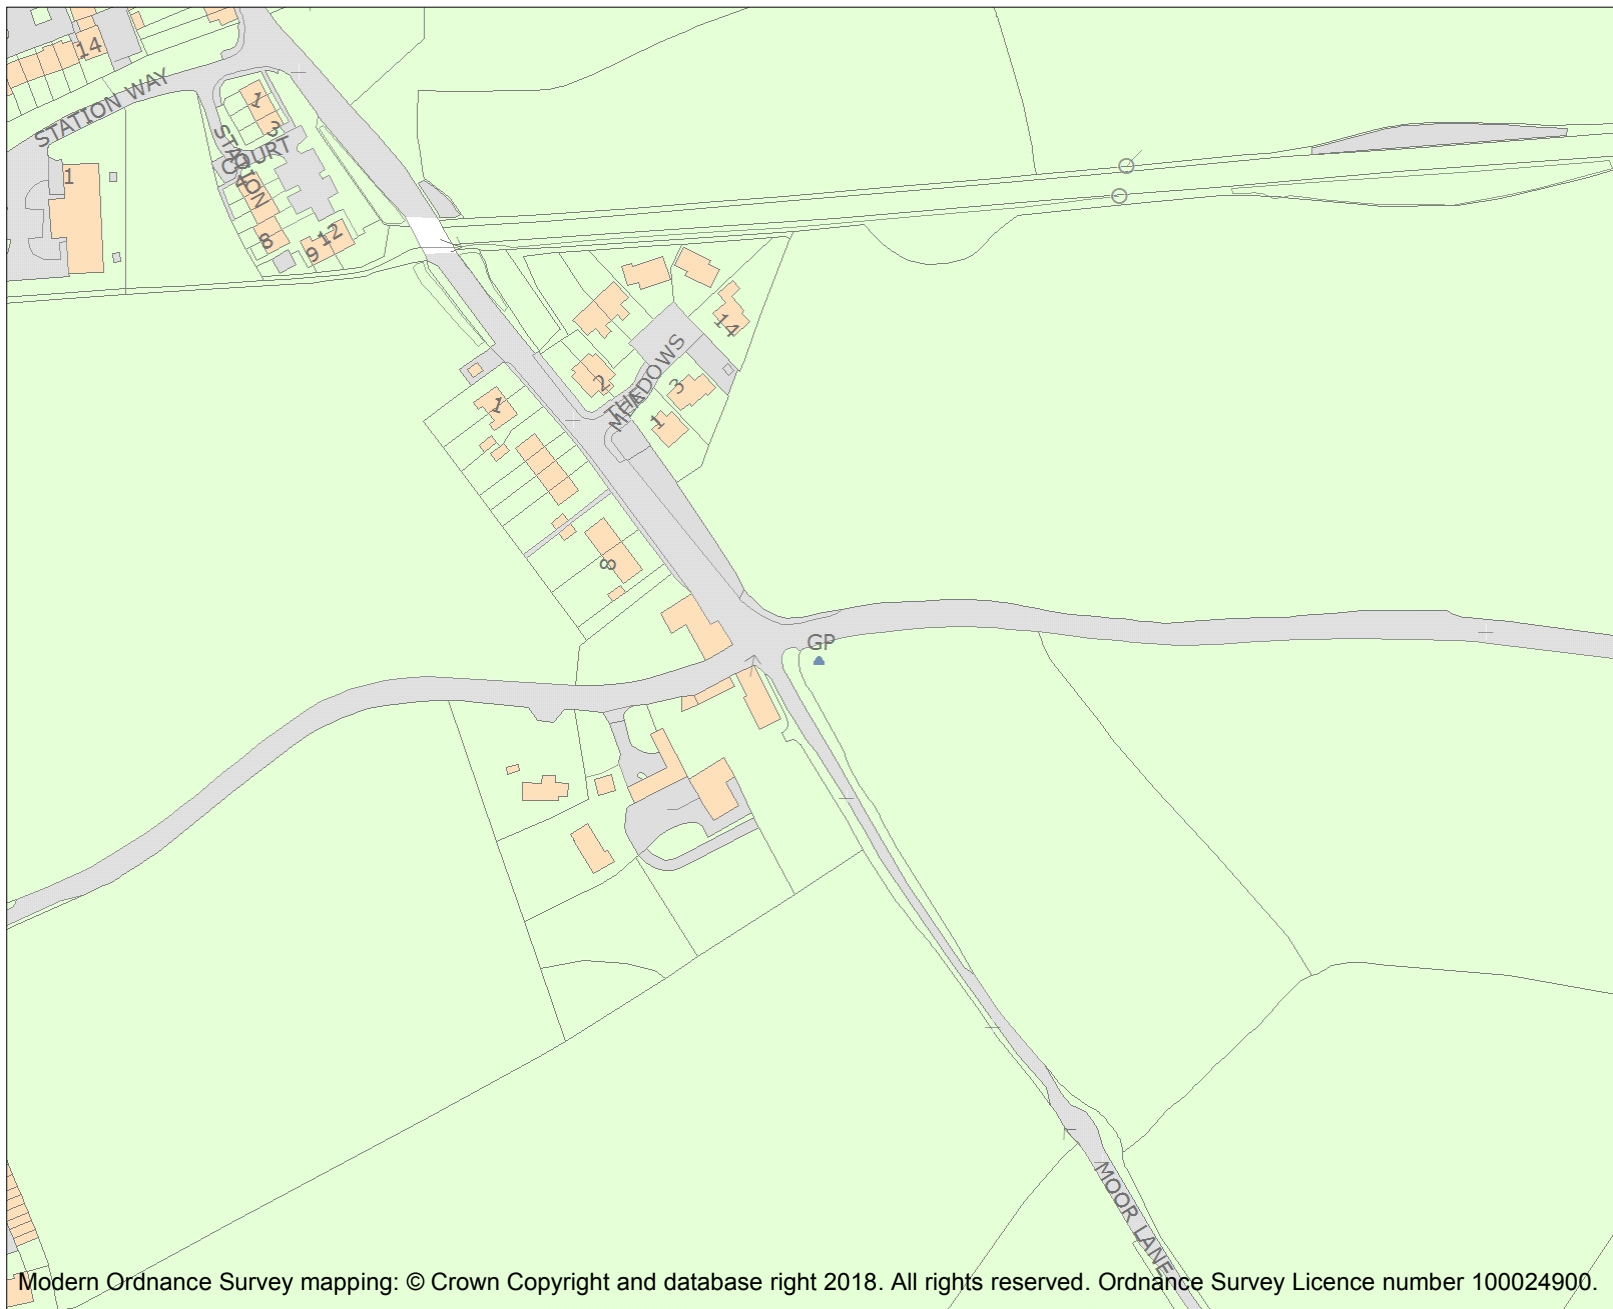 14
STATION WAY
1
3
STATION
COURT
1
8
9
12
14
THE
MEADOWS
2
3
1
1
8
GP
MOOR LANE
Modern Ordnance Survey mapping: © Crown Copyright and database right 2018. All rights reserved. Ordnance Survey Licence number 100024900.